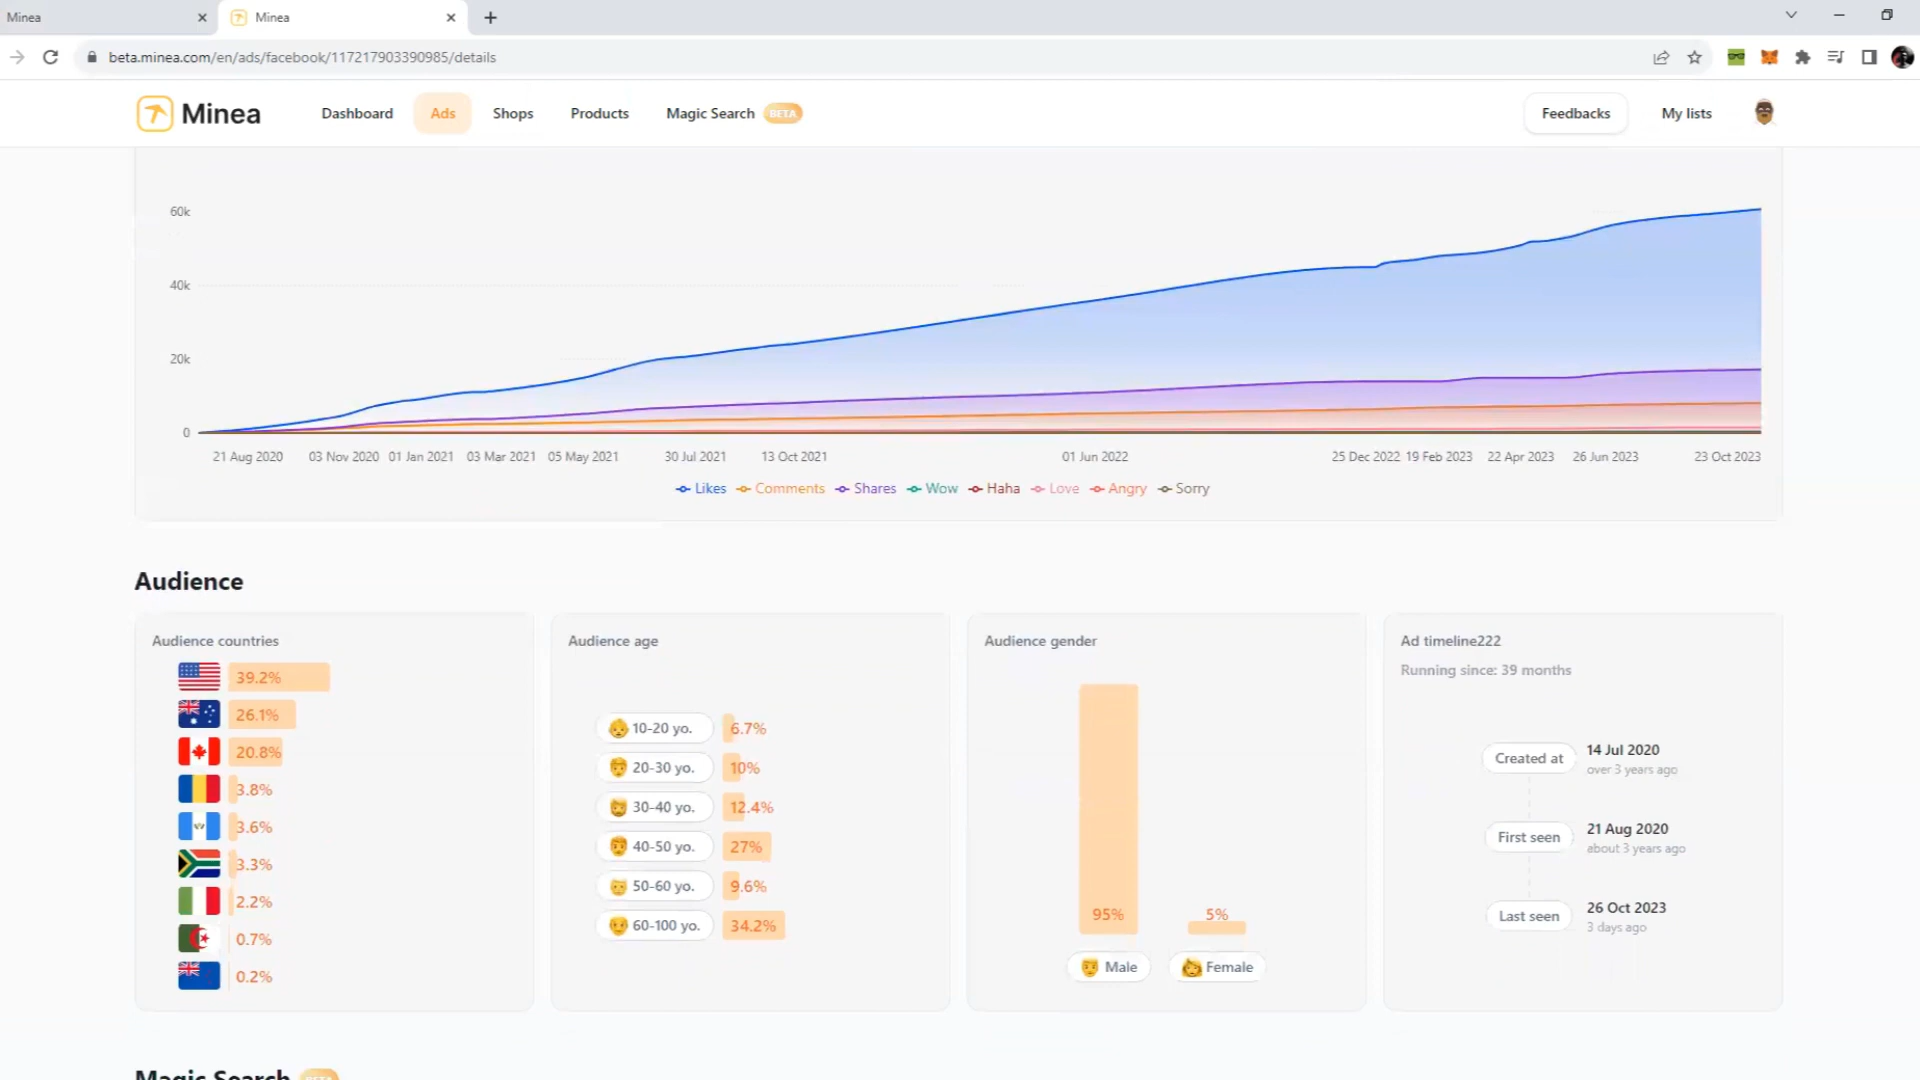 Minea
Minea
beta.minea.com/en/ads/facebook/117217903390985/details
Minea Dashboard Ads Shops Products Magic Search BETA Feedbacks My lists
60k
40k
20k
0
21 Aug 2020 03 Nov 2020 01 Jan 2021 03 Mar 2021 05 May 2021 30 Jul 2021 13 Oct 2021 01 Jun 2022 25 Dec 2022 19 Feb 2023 22 Apr 2023 26 Jun 2023 23 Oct 2023
Likes Comments Shares Wow Haha Love Angry Sorry
Audience
Audience countries
39.2%
26.1%
20.8%
3.8%
3.6%
3.3%
2.2%
0.7%
0.2%
Audience age
10-20 yo. 6.7%
20-30 yo. 10%
30-40 yo. 12.4%
40-50 yo. 27%
50-60 yo. 9.6%
60-100 yo. 34.2%
Audience gender
95% 5%
Male Female
Ad timeline222
Running since: 39 months
Created at 14 Jul 2020
over 3 years ago
First seen 21 Aug 2020
about 3 years ago
Last seen 26 Oct 2023
3 days ago
Magic Search BETA